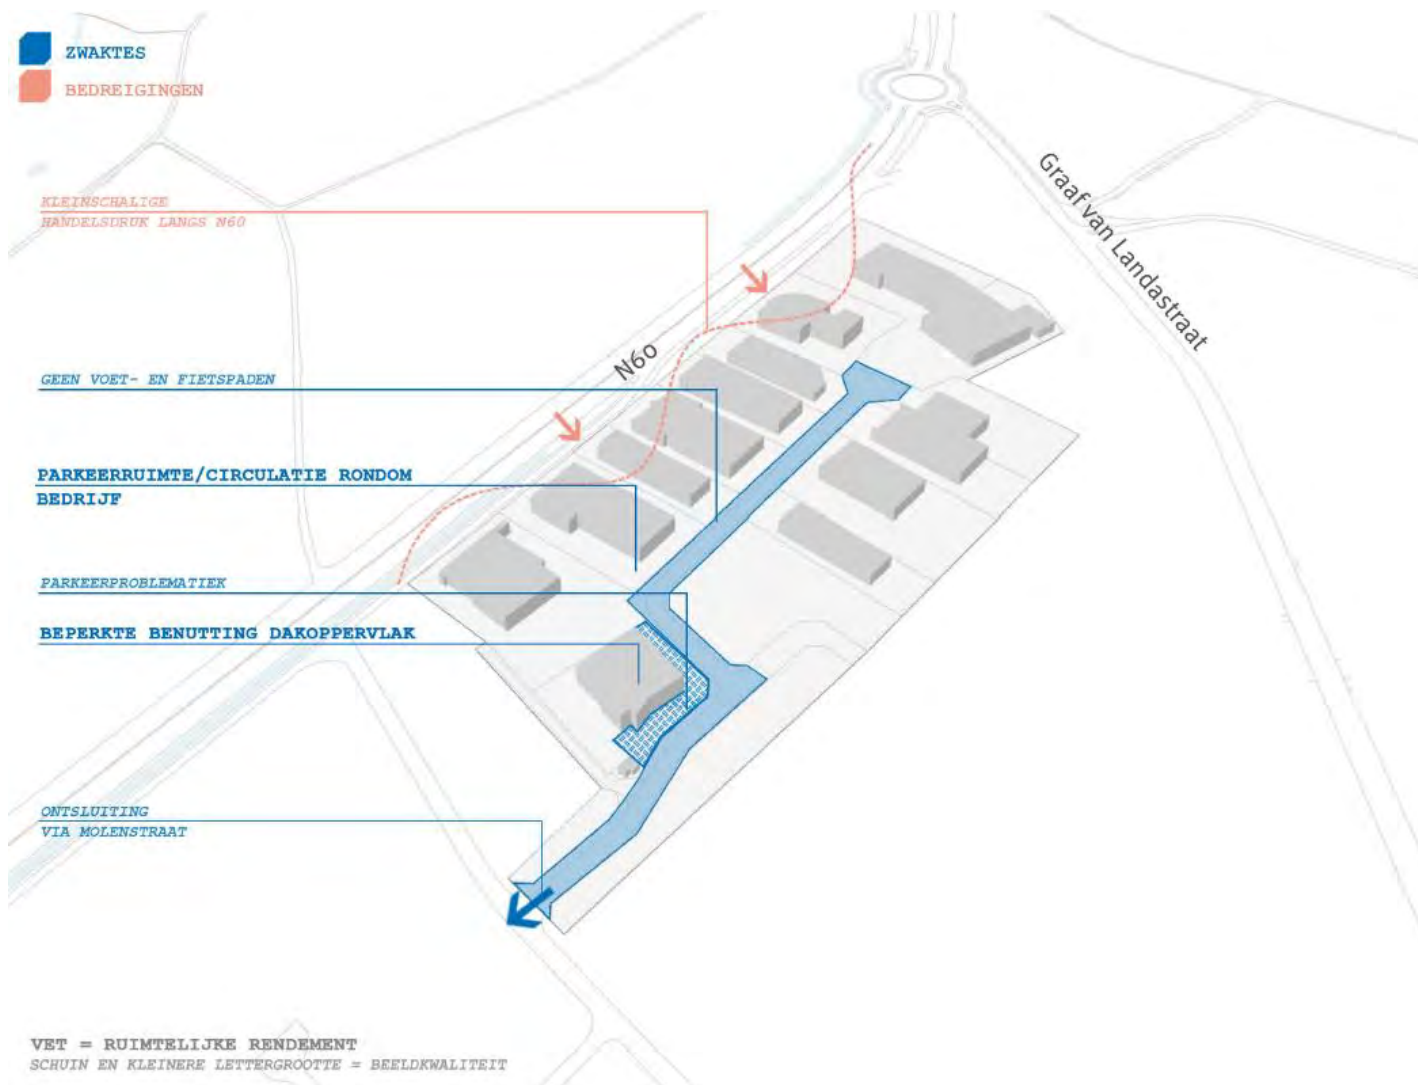 ZWAKTES
BEDREIGINGEN
Graaf van Landastraat
KLEINSCHALIGE
HANDELSDRUK LANGS N60
N60
GEEN VOET- EN FIETSPADEN
PARKEERRUIMTE/CIRCULATIE RONDOM
BEDRIJF
PARKEERPROBLEMATIEK
BEPERKTE BENUTTING DAKOPPERVLAK
ONTSLUITING
VIA MOLENSTRAAT
VET = RUIMTELIJKE RENDEMENT
SCHUIN EN KLEINERE LETTERGROOTTE = BEELDKWALITEIT